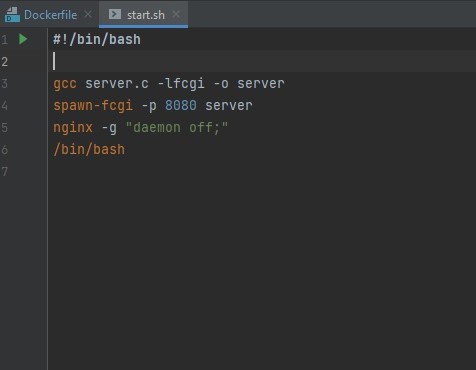 Dockerfile
start.sh
1 #!/bin/bash
2
3 gcc server.c -lfcgi -o server
4 spawn-fcgi -p 8080 server
5 nginx -g "daemon off;"
6 /bin/bash
7